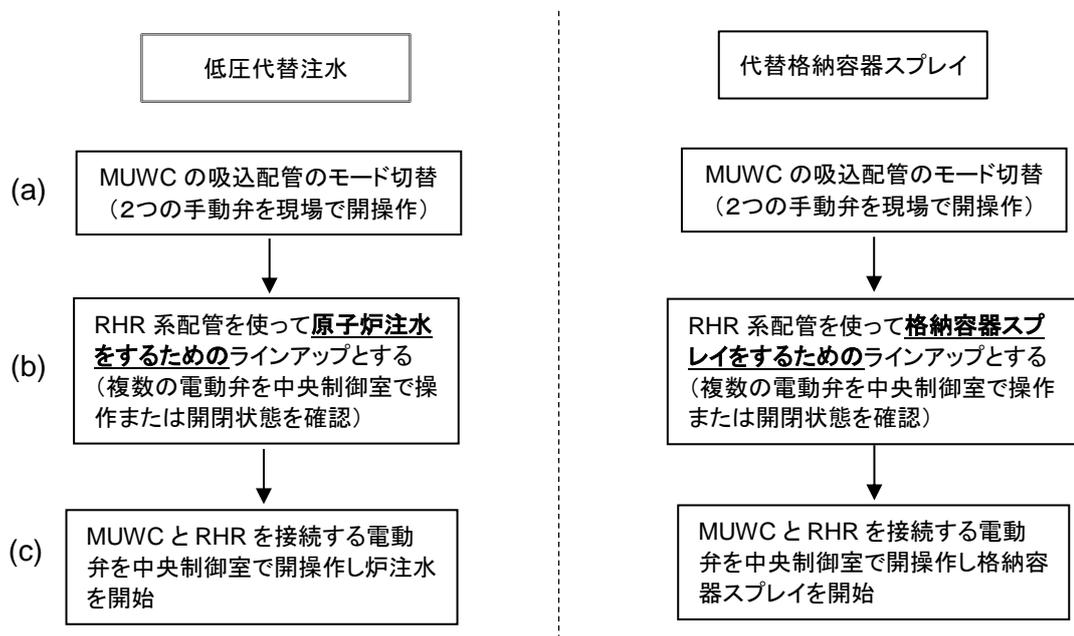 低圧代替注水
(a)
MUWC の吸込配管のモード切替
（２つの手動弁を現場で開操作）
(b)
RHR 系配管を使って原子炉注水
をするためのラインアップとする
（複数の電動弁を中央制御室で操
作または開閉状態を確認）
(c)
MUWC と RHR を接続する電動
弁を中央制御室で開操作し炉注水
を開始
代替格納容器スプレイ
MUWC の吸込配管のモード切替
（２つの手動弁を現場で開操作）
RHR 系配管を使って格納容器スプ
レイをするためのラインアップとする
（複数の電動弁を中央制御室で操
作または開閉状態を確認）
MUWC と RHR を接続する電動
弁を中央制御室で開操作し格納容
器スプレイを開始